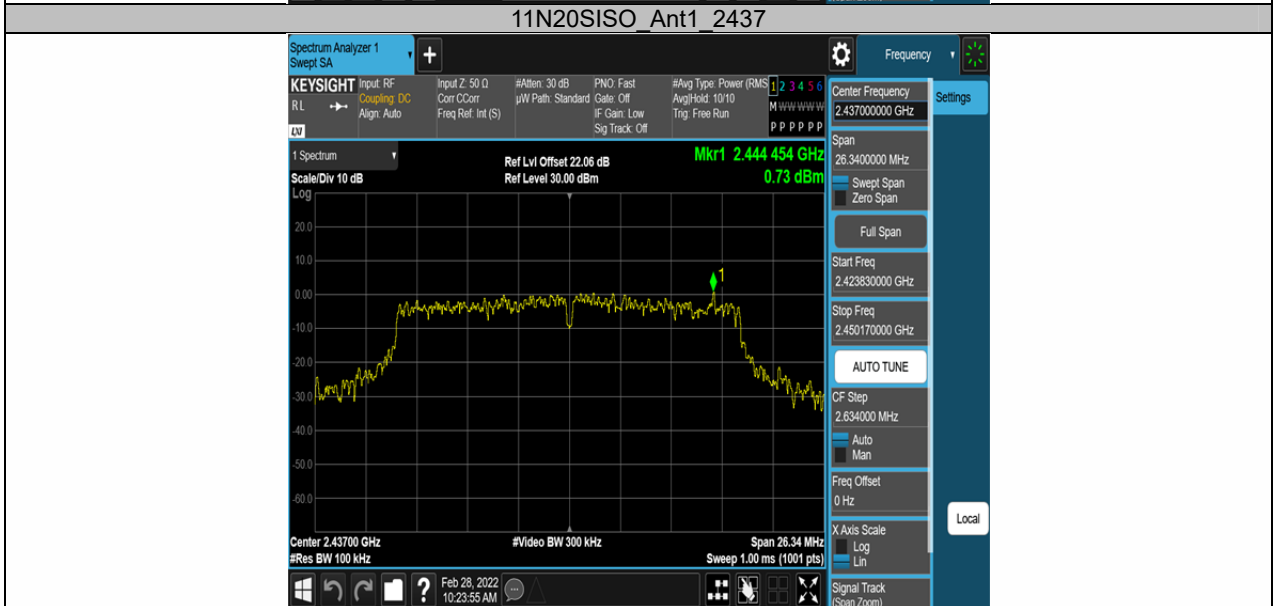 11N20SISO_Ant1_2437
Spectrum Analyzer 1
Swept SA
+
Frequency
KEYSIGHT
RL
LXI
Input: RF
Coupling: DC
Align: Auto
Input Z: 50 Ω
Corr CCorr
Freq Ref: Int (S)
#Atten: 30 dB
µW Path: Standard
PNO: Fast
Gate: Off
IF Gain: Low
Sig Track: Off
#Avg Type: Power (RMS
Avg|Hold: 10/10
Trig: Free Run
1 2 3 4 5 6
M W W W W W
P P P P P P
1 Spectrum
Scale/Div 10 dB
Log
Ref Lvl Offset 22.06 dB
Ref Level 30.00 dBm
Mkr1 2.444 454 GHz
0.73 dBm
20.0
10.0
0.00
-10.0
-20.0
-30.0
-40.0
-50.0
-60.0
1
Center 2.43700 GHz
#Res BW 100 kHz
#Video BW 300 kHz
Span 26.34 MHz
Sweep 1.00 ms (1001 pts)
Center Frequency
2.437000000 GHz
Settings
Span
26.3400000 MHz
Swept Span
Zero Span
Full Span
Start Freq
2.423830000 GHz
Stop Freq
2.450170000 GHz
AUTO TUNE
CF Step
2.634000 MHz
Auto
Man
Freq Offset
0 Hz
Local
X Axis Scale
Log
Lin
Signal Track
(Span Zoom)
?
Feb 28, 2022
10:23:55 AM